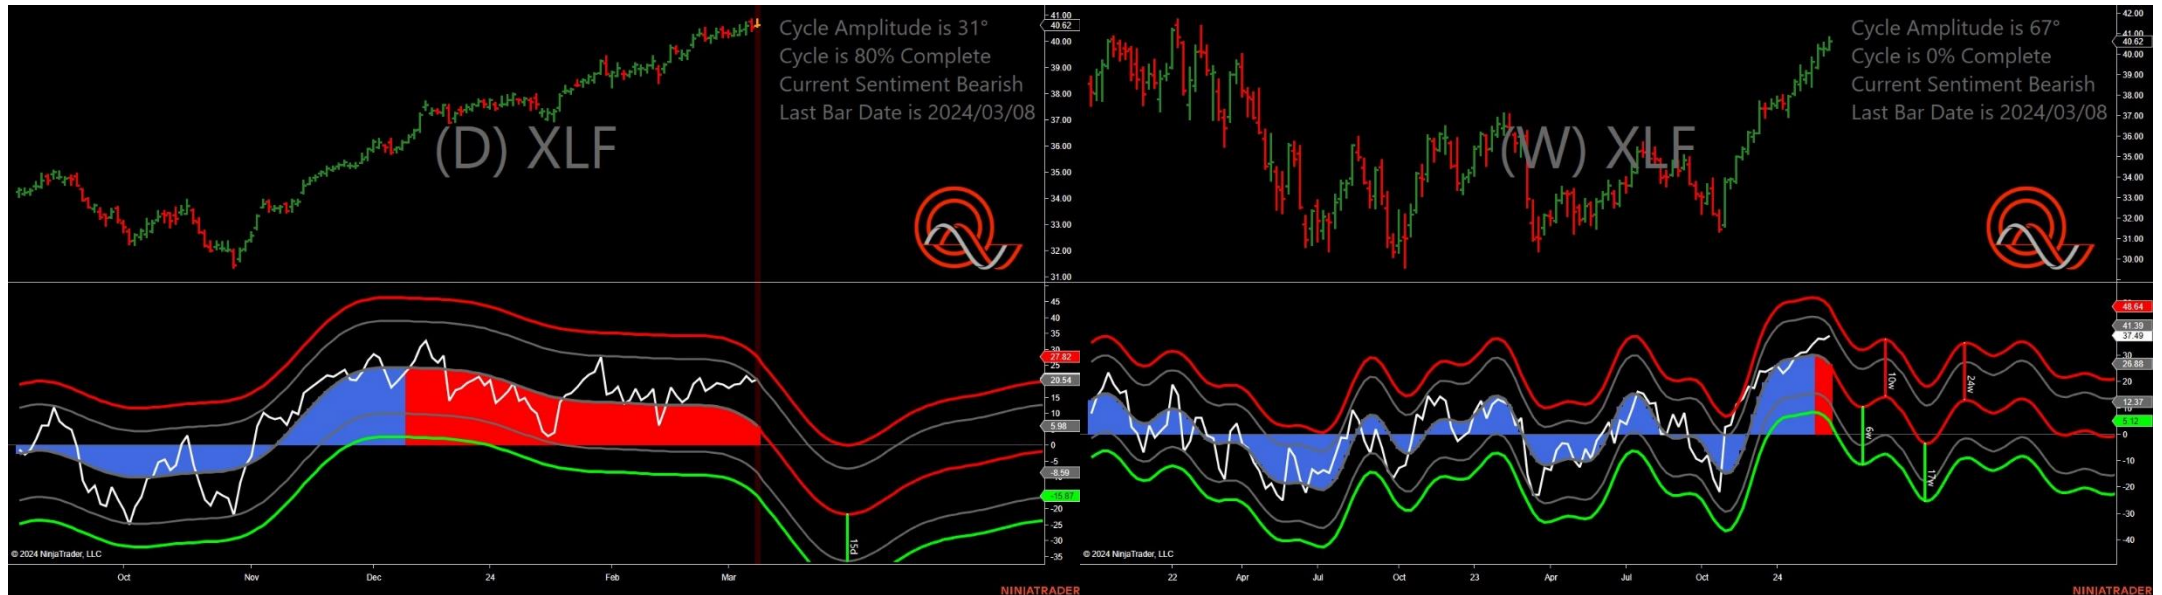 Cycle Amplitude is 31°
Cycle is 80% Complete
Current Sentiment Bearish
Last Bar Date is 2024/03/08
(D) XLF
41.00
40.62
40.00
39.00
38.00
37.00
36.00
35.00
34.00
33.00
32.00
31.00
45
40
35
30
27.82
20.54
15
10
5.98
0
-5
-8.59
-15.87
-20
-25
-30
-35
15d
© 2024 NinjaTrader, LLC
Oct
Nov
Dec
24
Feb
Mar
NINJATRADER
Cycle Amplitude is 67°
Cycle is 0% Complete
Current Sentiment Bearish
Last Bar Date is 2024/03/08
(W) XLF
42.00
41.00
40.62
40.00
39.00
38.00
37.00
36.00
35.00
34.00
33.00
32.00
31.00
30.00
48.64
41.39
37.49
30
26.88
20
12.37
10
5.12
0
-10
-20
-30
-40
10w
24w
6w
17w
© 2024 NinjaTrader, LLC
22
Apr
Jul
Oct
23
Apr
Jul
Oct
24
NINJATRADER